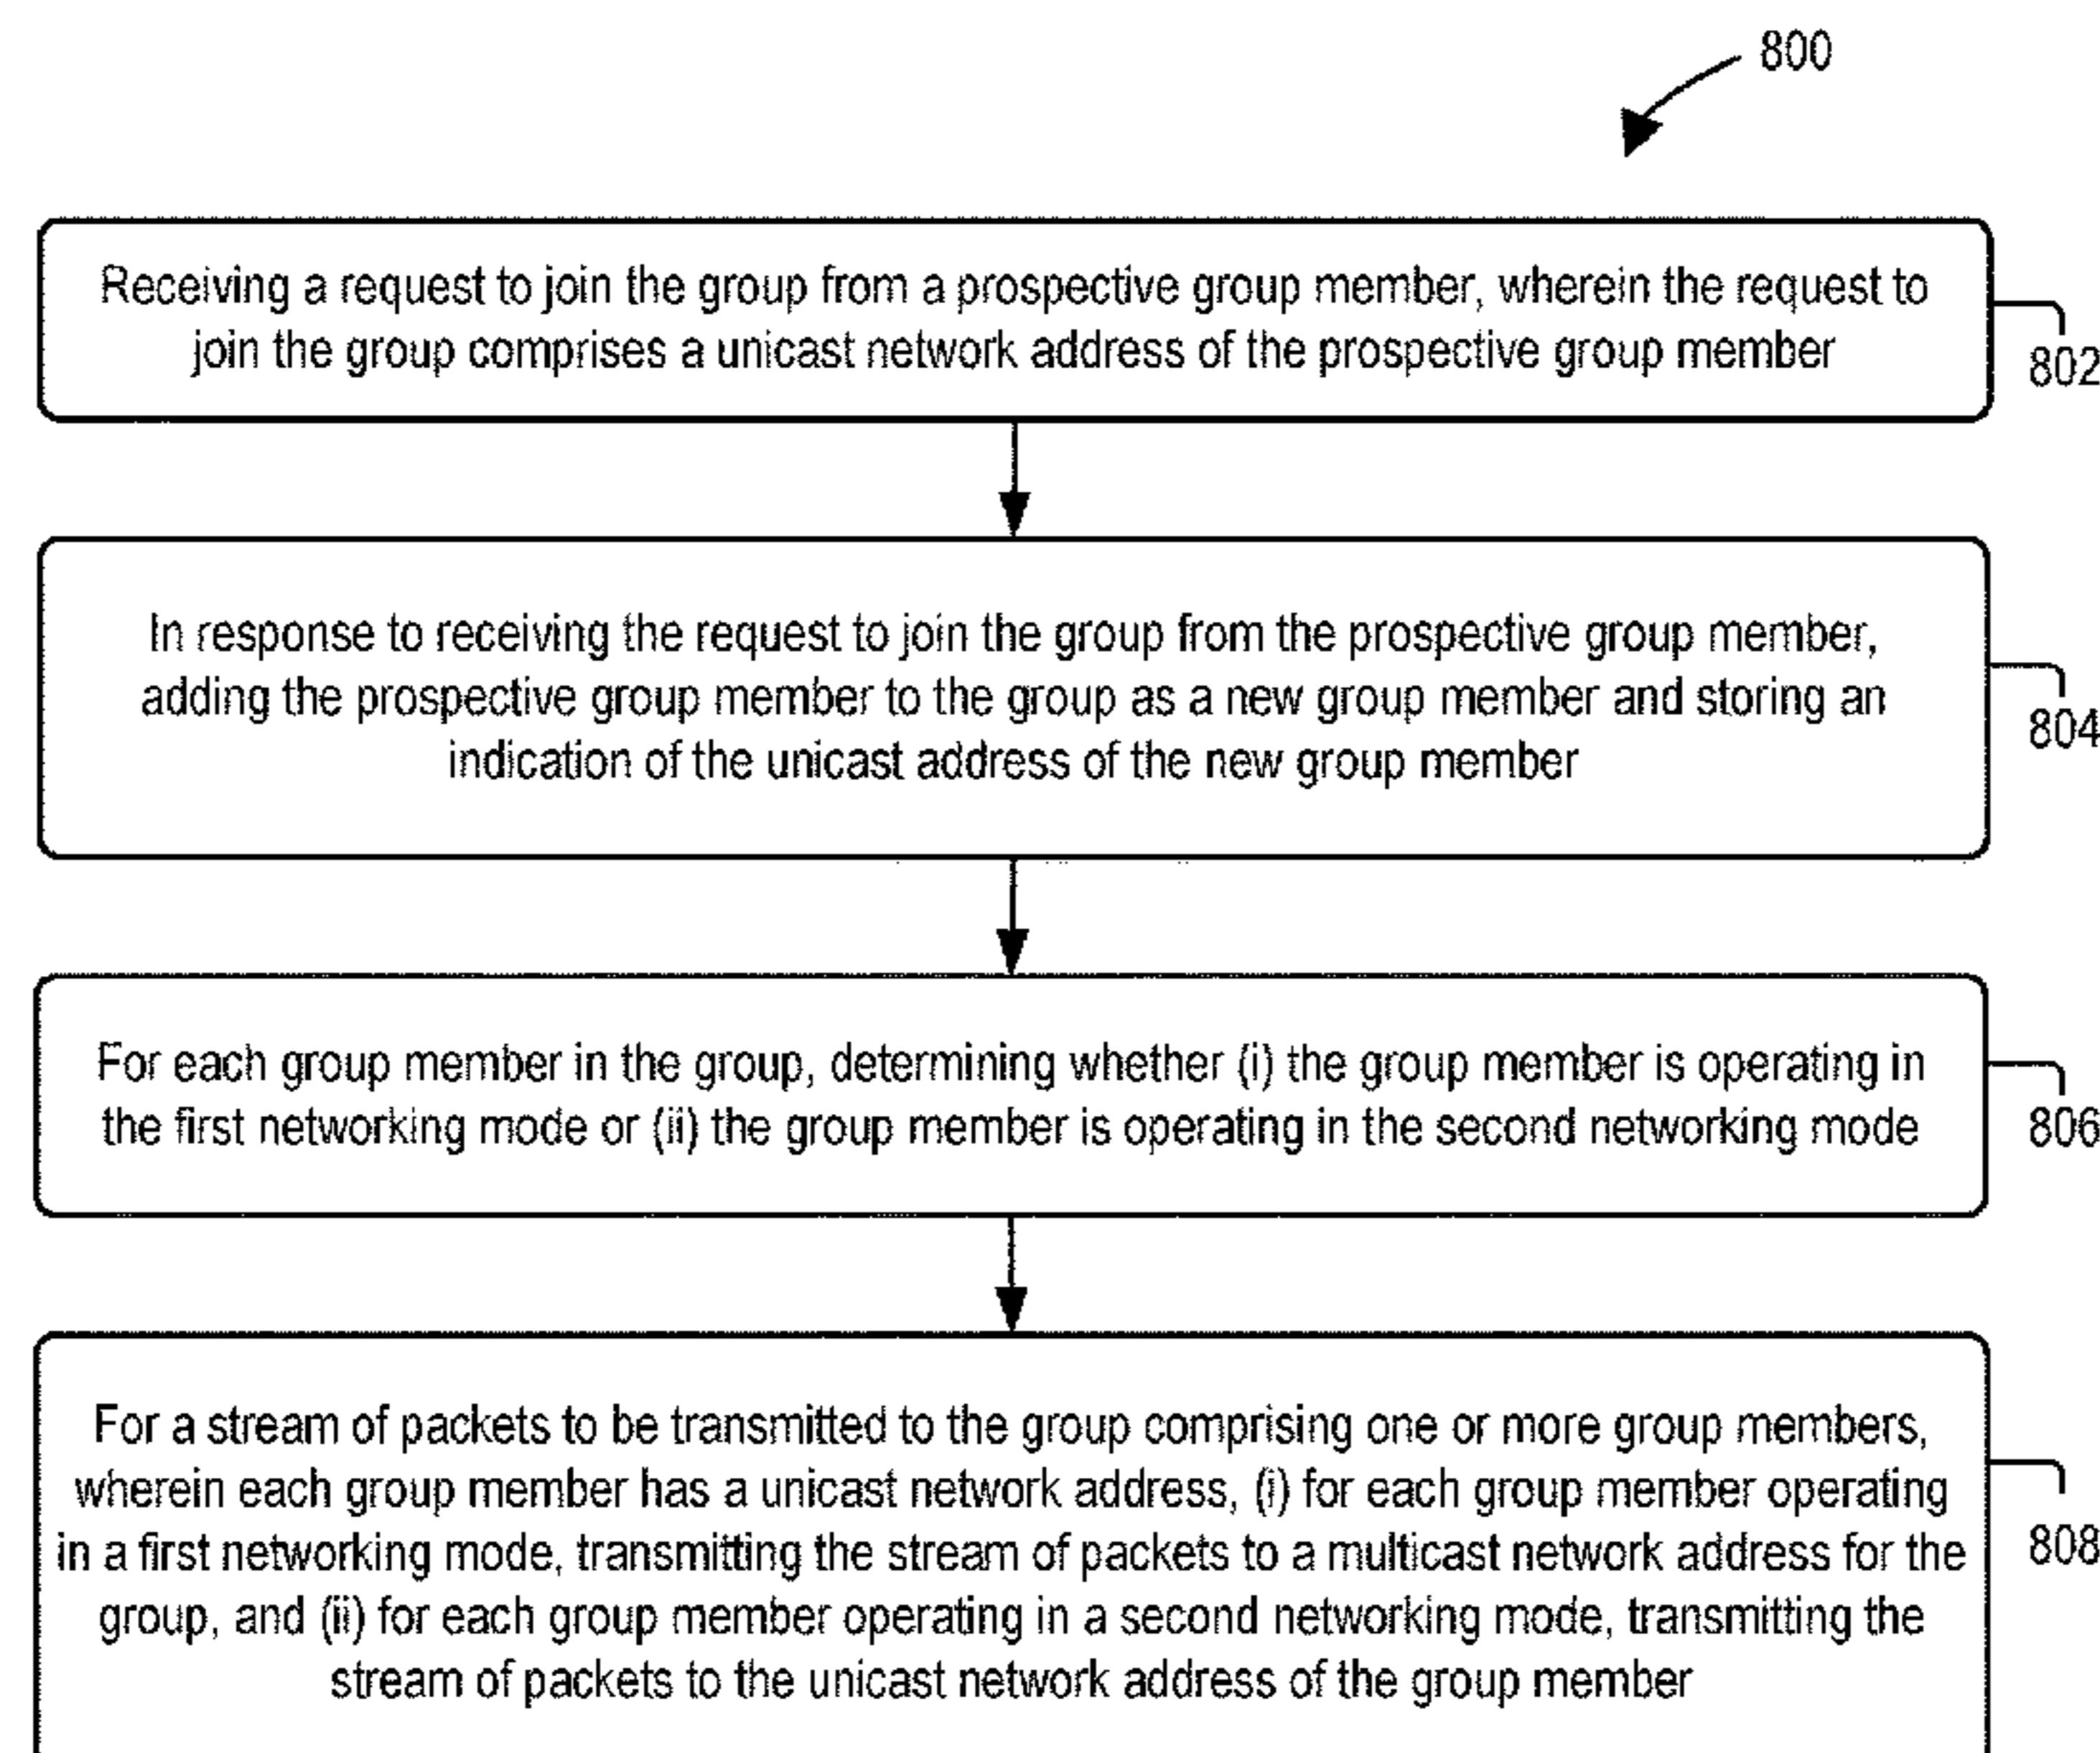 800
Receiving a request to join the group from a prospective group member, wherein the request to
join the group comprises a unicast network address of the prospective group member
802
In response to receiving the request to join the group from the prospective group member,
adding the prospective group member to the group as a new group member and storing an
indication of the unicast address of the new group member
804
For each group member in the group, determining whether (i) the group member is operating in
the first networking mode or (ii) the group member is operating in the second networking mode
806
For a stream of packets to be transmitted to the group comprising one or more group members,
wherein each group member has a unicast network address, (i) for each group member operating
in a first networking mode, transmitting the stream of packets to a multicast network address for the
group, and (ii) for each group member operating in a second networking mode, transmitting the
stream of packets to the unicast network address of the group member
808